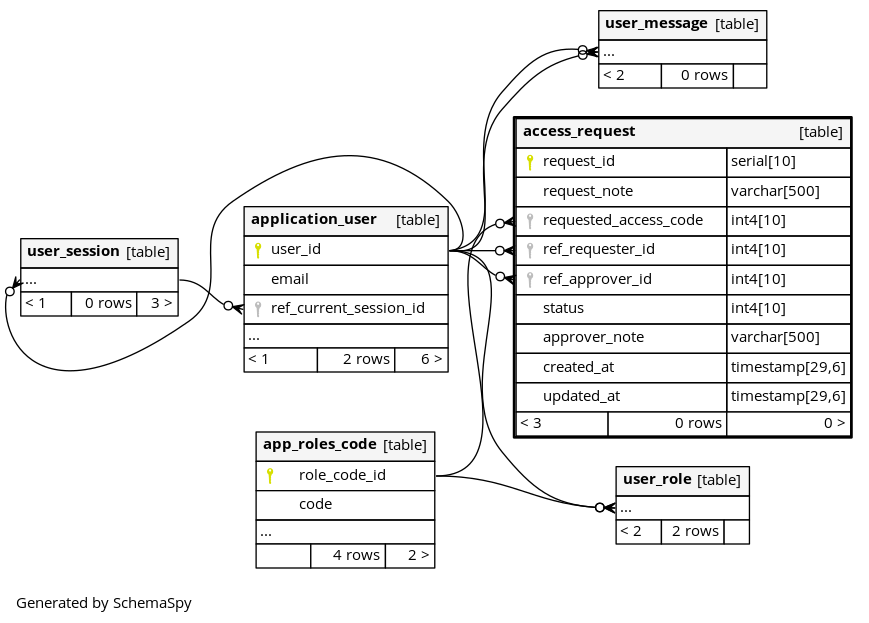 user_message [table]
...
< 2 0 rows
access_request [table]
request_id serial[10]
request_note varchar[500]
requested_access_code int4[10]
ref_requester_id int4[10]
ref_approver_id int4[10]
status int4[10]
approver_note varchar[500]
created_at timestamp[29,6]
updated_at timestamp[29,6]
< 3 0 rows 0 >
application_user [table]
user_id
email
ref_current_session_id
...
< 1 2 rows 6 >
user_session [table]
...
< 1 0 rows 3 >
app_roles_code [table]
role_code_id
code
...
4 rows 2 >
user_role [table]
...
< 2 2 rows
Generated by SchemaSpy